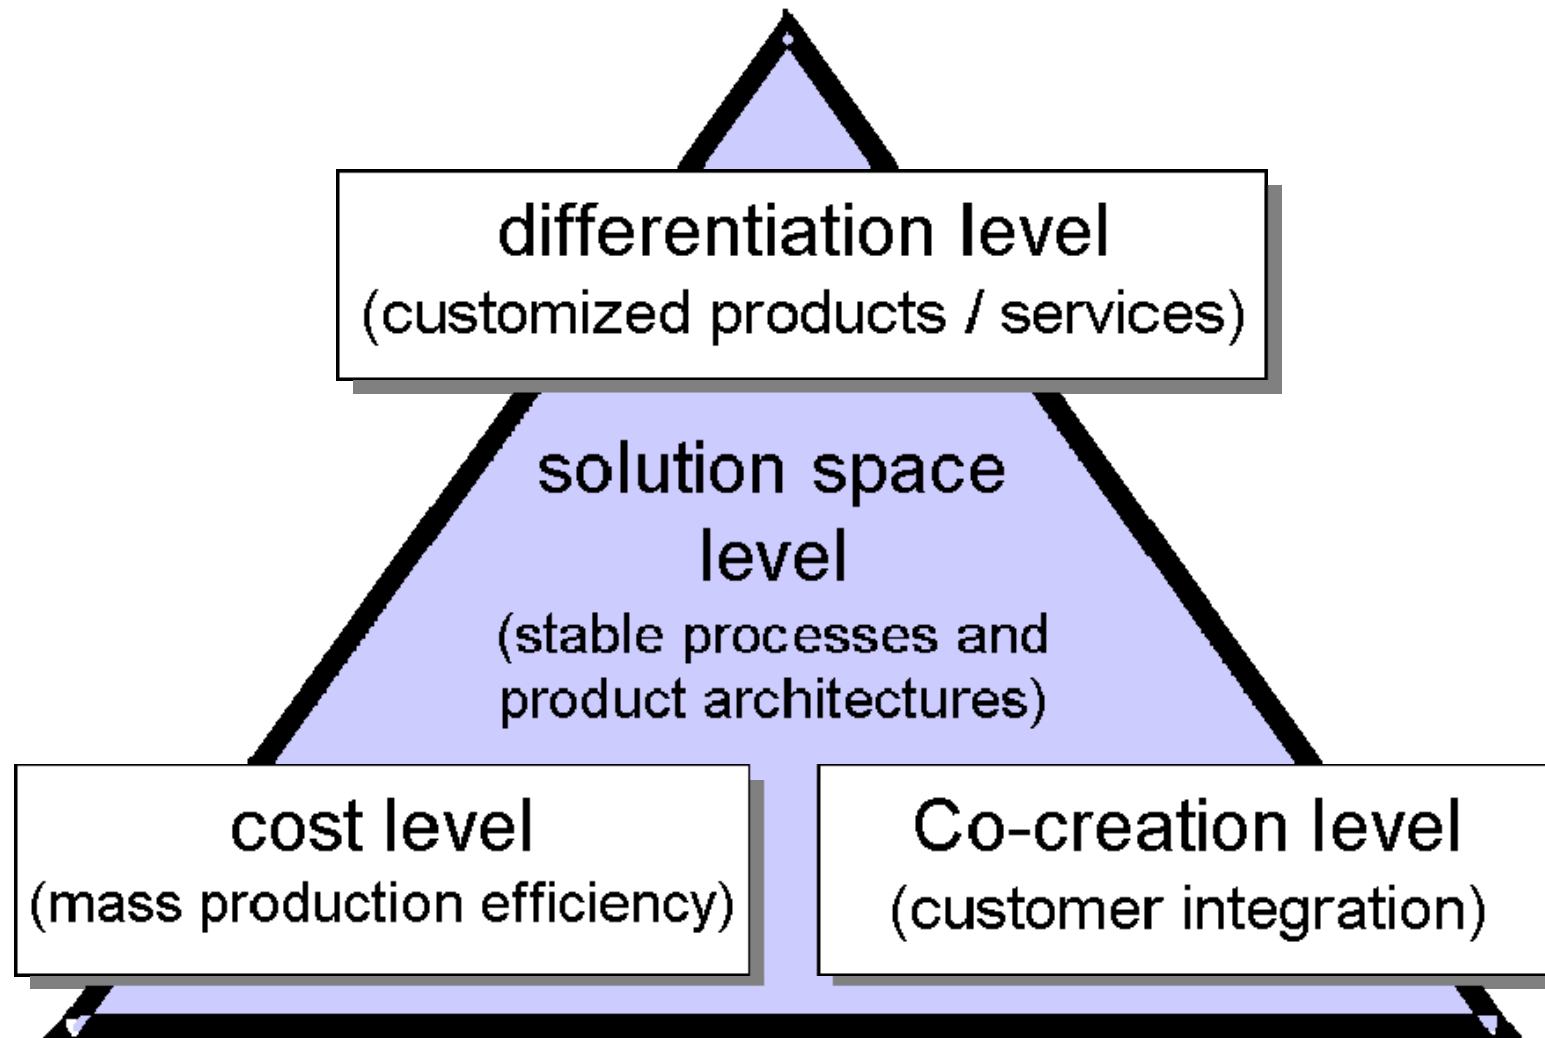 differentiation level
(customized products / services)
solution space
level
(stable processes and
product architectures)
cost level
(mass production efficiency)
Co-creation level
(customer integration)